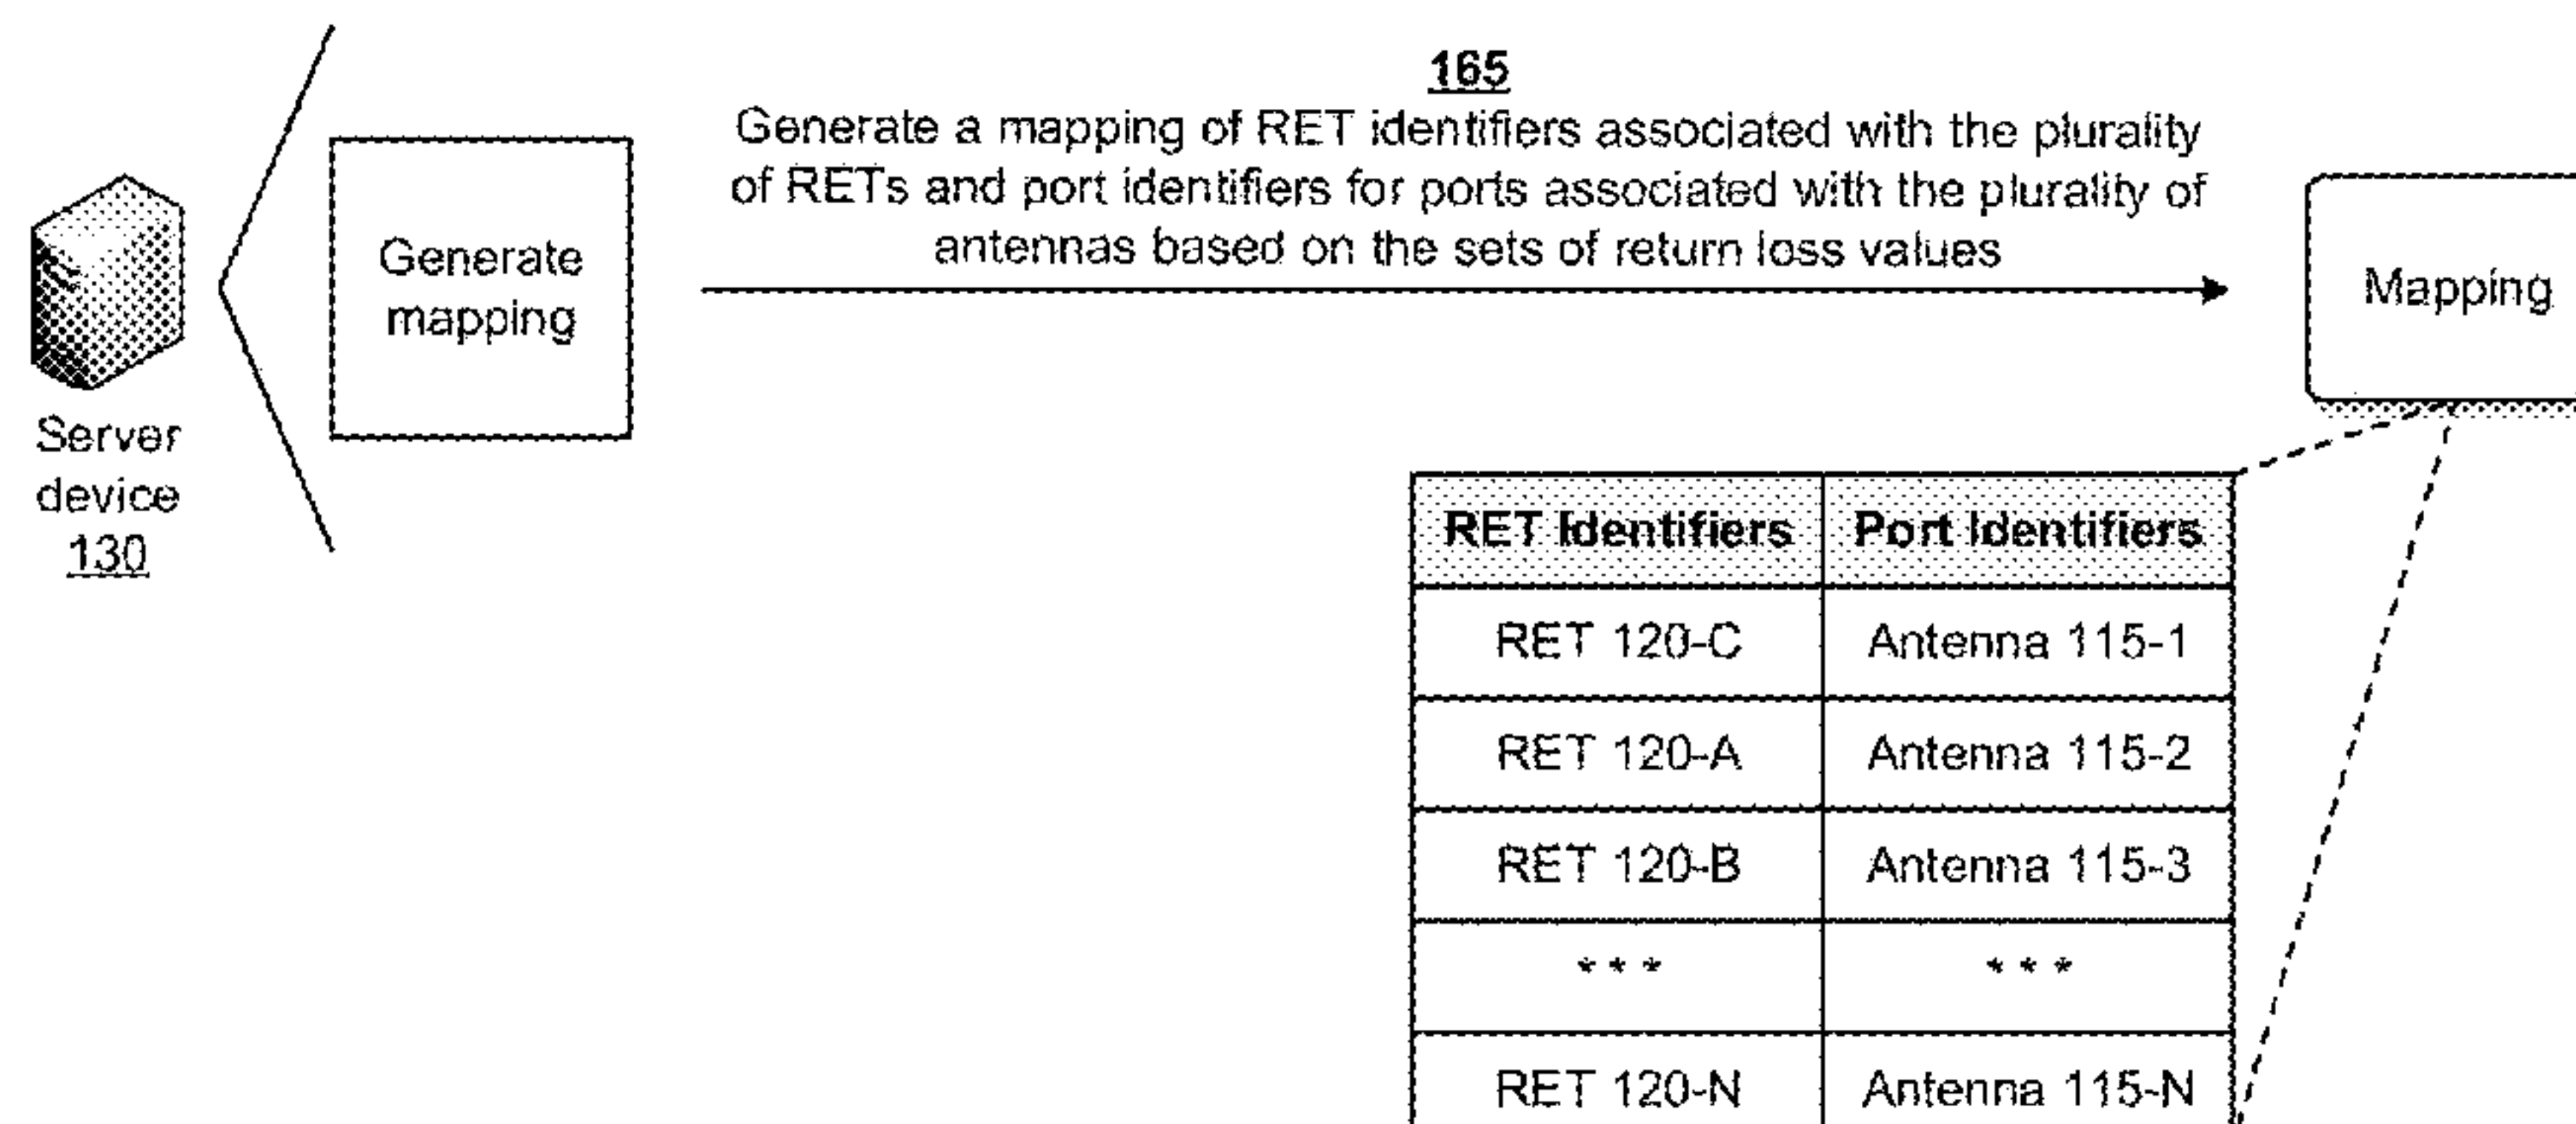 165
Generate a mapping of RET identifiers associated with the plurality
of RETs and port identifiers for ports associated with the plurality of
antennas based on the sets of return loss values
Generate
mapping
Mapping
Server
device
130
RET Identifiers Port Identifiers
RET 120-C Antenna 115-1
RET 120-A Antenna 115-2
RET 120-B Antenna 115-3
* * * * * *
RET 120-N Antenna 115-N